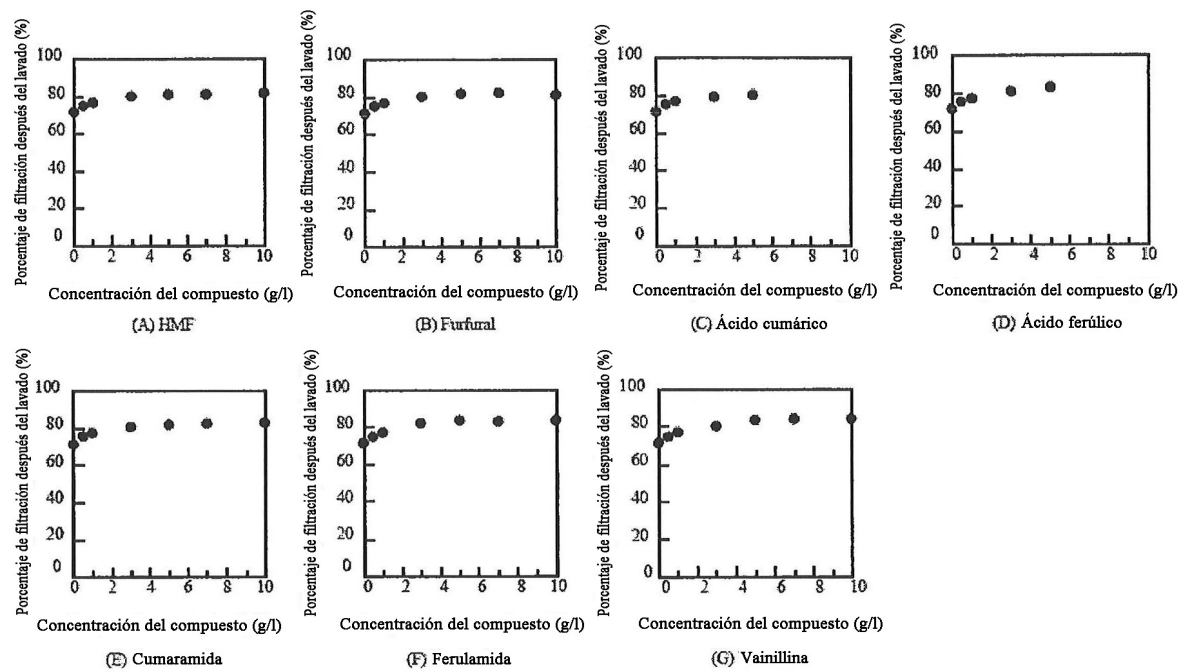 Porcentaje de filtración después del lavado (%)
100
80
60
40
20
0
0 2 4 6 8 10
Concentración del compuesto (g/l)
(A) HMF
Porcentaje de filtración después del lavado (%)
100
80
60
40
20
0
0 2 4 6 8 10
Concentración del compuesto (g/l)
(B) Furfural
Porcentaje de filtración después del lavado (%)
100
80
60
40
20
0
0 2 4 6 8 10
Concentración del compuesto (g/l)
(C) Ácido cumárico
Porcentaje de filtración después del lavado (%)
100
80
60
40
20
0
0 2 4 6 8 10
Concentración del compuesto (g/l)
(D) Ácido ferúlico
Porcentaje de filtración después del lavado (%)
100
80
60
40
20
0
0 2 4 6 8 10
Concentración del compuesto (g/l)
(E) Cumaramida
Porcentaje de filtración después del lavado (%)
100
80
60
40
20
0
0 2 4 6 8 10
Concentración del compuesto (g/l)
(F) Ferulamida
Porcentaje de filtración después del lavado (%)
100
80
60
40
20
0
0 2 4 6 8 10
Concentración del compuesto (g/l)
(G) Vainillina